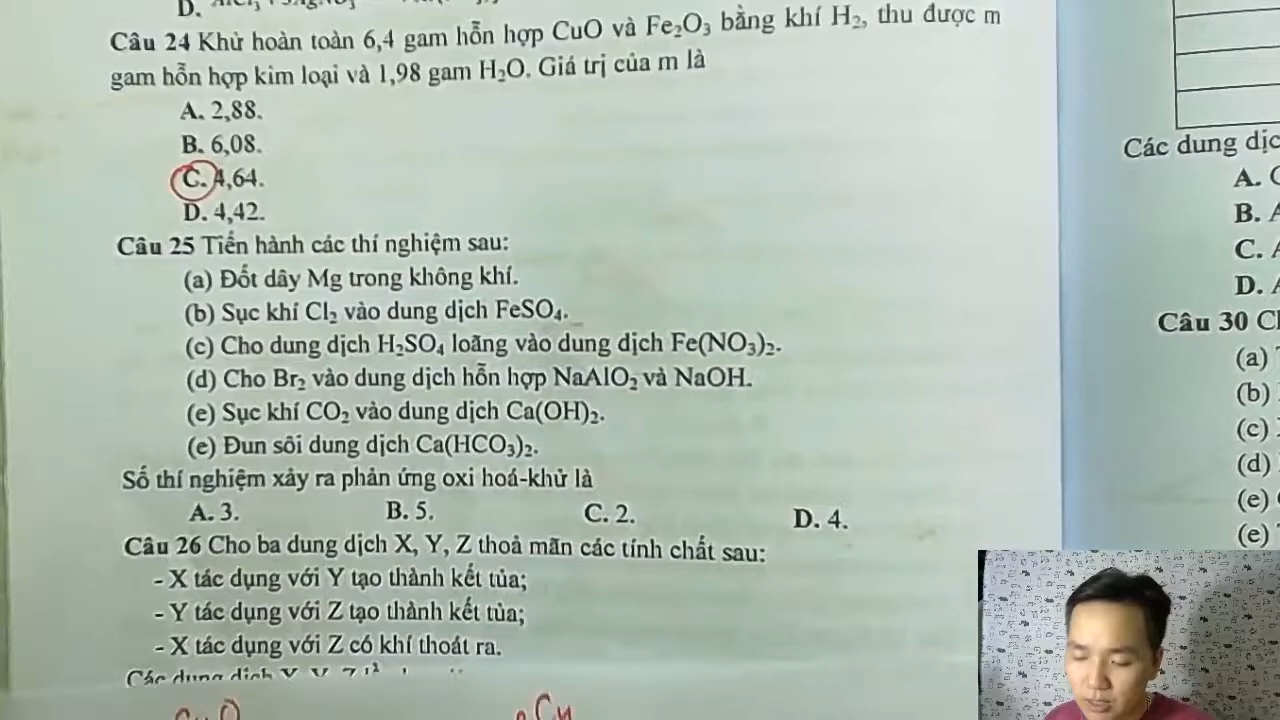 D.
Câu 24 Khử hoàn toàn 6,4 gam hỗn hợp CuO và Fe₂O₃ bằng khí H₂, thu được m
gam hỗn hợp kim loại và 1,98 gam H₂O. Giá trị của m là
A. 2,88.
B. 6,08.
C. 4,64.
D. 4,42.
Câu 25 Tiến hành các thí nghiệm sau:
(a) Đốt dây Mg trong không khí.
(b) Sục khí Cl₂ vào dung dịch FeSO₄.
(c) Cho dung dịch H₂SO₄ loãng vào dung dịch Fe(NO₃)₂.
(d) Cho Br₂ vào dung dịch hỗn hợp NaAlO₂ và NaOH.
(e) Sục khí CO₂ vào dung dịch Ca(OH)₂.
(e) Đun sôi dung dịch Ca(HCO₃)₂.
Số thí nghiệm xảy ra phản ứng oxi hoá-khử là
A. 3. B. 5. C. 2. D. 4.
Câu 26 Cho ba dung dịch X, Y, Z thoả mãn các tính chất sau:
- X tác dụng với Y tạo thành kết tủa;
- Y tác dụng với Z tạo thành kết tủa;
- X tác dụng với Z có khí thoát ra.
Các dung dịch X, Y, Z
CuO Cu
Các dung dịc
A.
B.
C.
D.
Câu 30
(a)
(b)
(c)
(d)
(e)
(e)